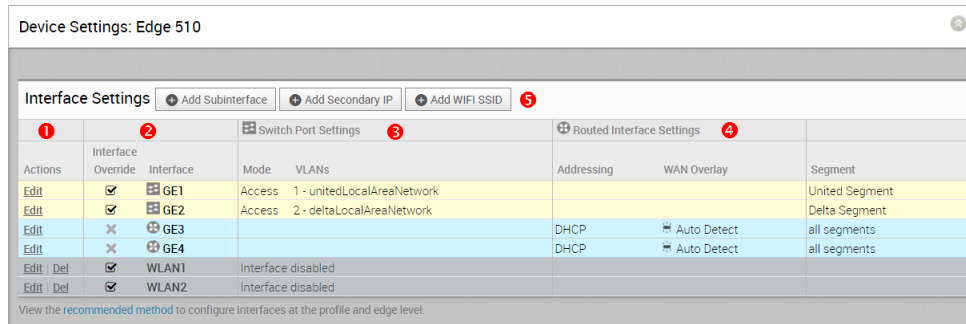 Device Settings: Edge 510
Interface Settings Add Subinterface Add Secondary IP Add WIFI SSID 5
1 2 Switch Port Settings 3 Routed Interface Settings 4
Actions Interface Override Interface Mode VLANs Addressing WAN Overlay Segment
Edit GE1 Access 1 - unitedLocalAreaNetwork United Segment
Edit GE2 Access 2 - deltaLocalAreaNetwork Delta Segment
Edit GE3 DHCP Auto Detect all segments
Edit GE4 DHCP Auto Detect all segments
Edit | Del WLAN1 Interface disabled
Edit | Del WLAN2 Interface disabled
View the recommended method to configure interfaces at the profile and edge level.